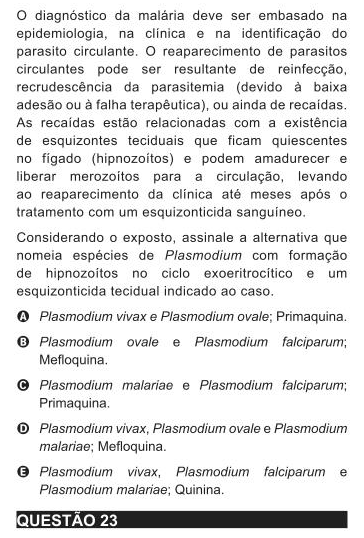 O diagnóstico da malária deve ser embasado na
epidemiologia, na clínica e na identificação do
parasito circulante. O reaparecimento de parasitos
circulantes pode ser resultante de reinfecção,
recrudescência da parasitemia (devido à baixa
adesão ou à falha terapêutica), ou ainda de recaídas.
As recaídas estão relacionadas com a existência
de esquizontes teciduais que ficam quiescentes
no fígado (hipnozoítos) e podem amadurecer e
liberar merozoítos para a circulação, levando
ao reaparecimento da clínica até meses após o
tratamento com um esquizonticida sanguíneo.
Considerando o exposto, assinale a alternativa que
nomeia espécies de Plasmodium com formação
de hipnozoítos no ciclo exoeritrocítico e um
esquizonticida tecidual indicado ao caso.
A Plasmodium vivax e Plasmodium ovale; Primaquina.
B Plasmodium ovale e Plasmodium falciparum;
Mefloquina.
C Plasmodium malariae e Plasmodium falciparum;
Primaquina.
D Plasmodium vivax, Plasmodium ovale e Plasmodium
malariae; Mefloquina.
E Plasmodium vivax, Plasmodium falciparum e
Plasmodium malariae; Quinina.
QUESTÃO 23